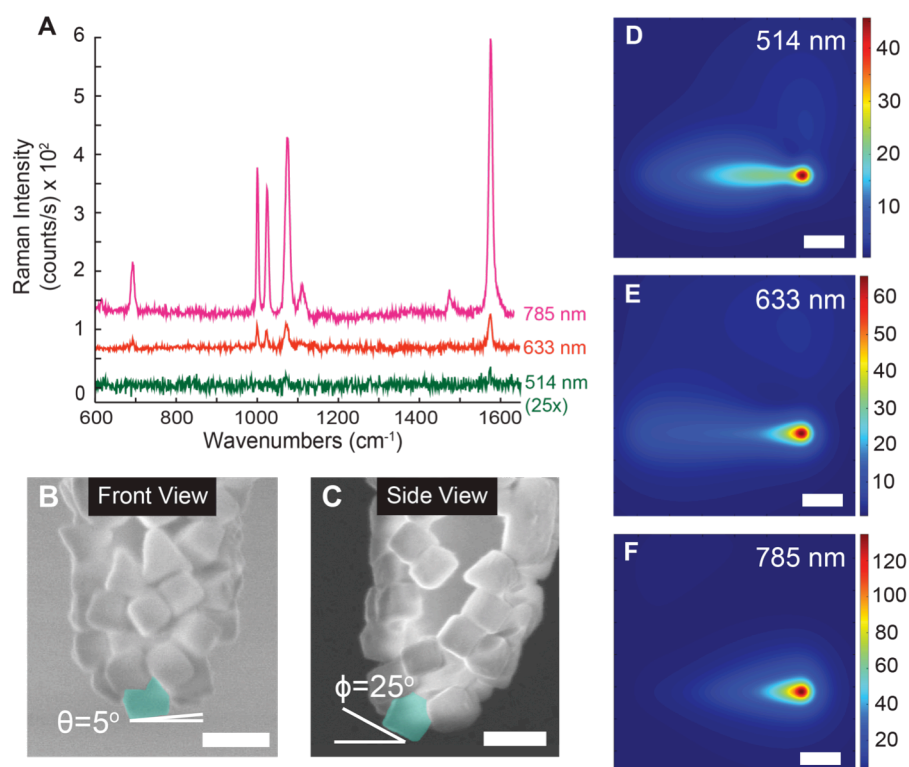 A
6
5
4
3
2
1
0
Raman Intensity
(counts/s) x 10²
785 nm
633 nm
514 nm
(25x)
600
800
1000
1200
1400
1600
Wavenumbers (cm⁻¹)
B
Front View
θ=5°
C
Side View
ϕ=25°
D
514 nm
40
30
20
10
E
633 nm
60
50
40
30
20
10
F
785 nm
120
100
80
60
40
20